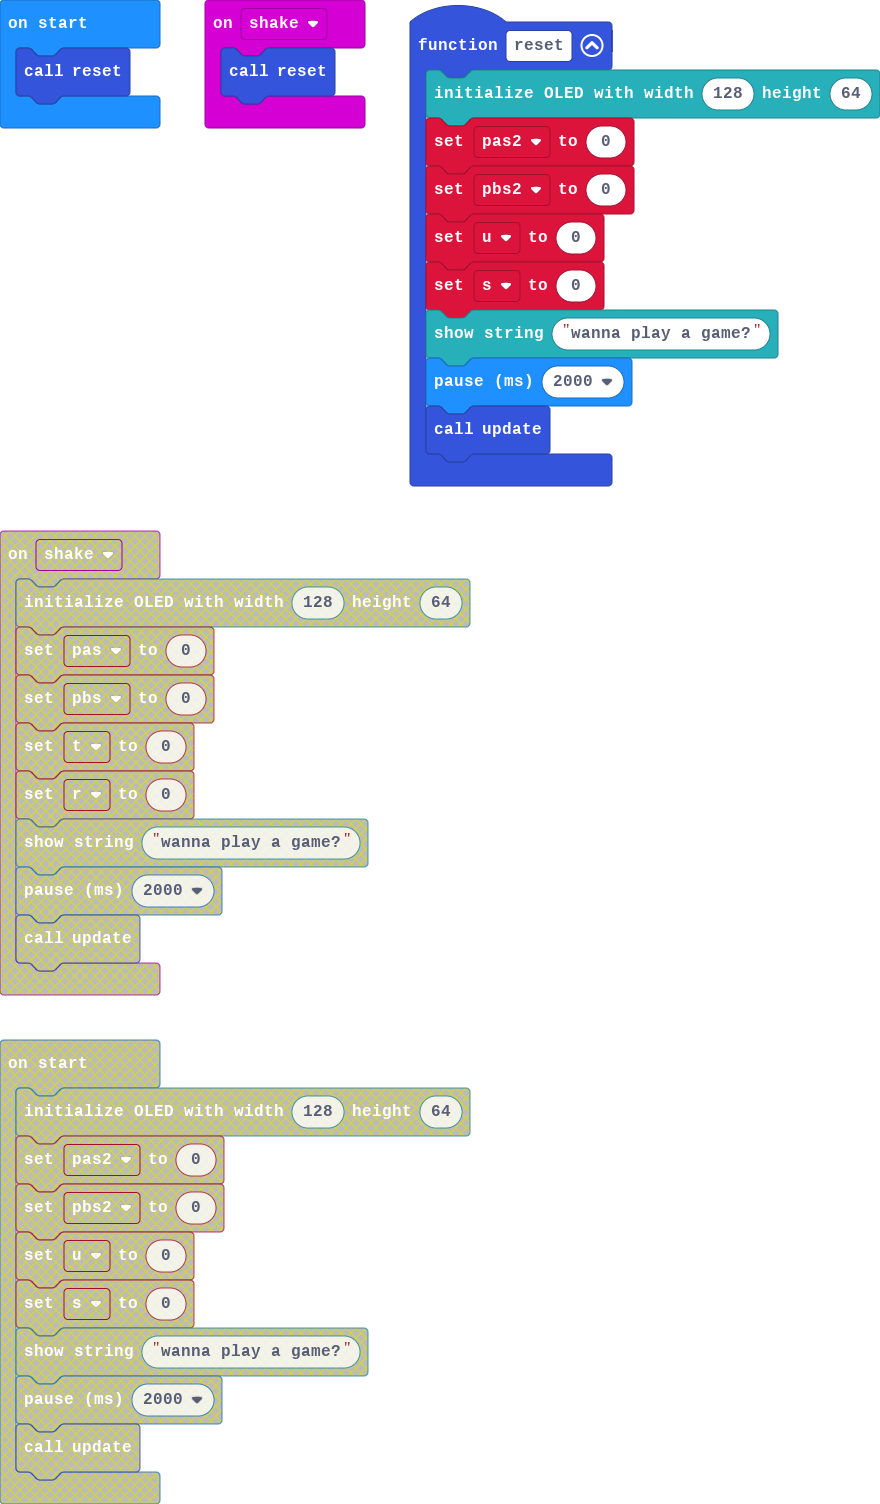 on start
call reset
on shake
call reset
function reset
initialize OLED with width 128 height 64
set pas2 to 0
set pbs2 to 0
set u to 0
set s to 0
show string "wanna play a game?"
pause (ms) 2000
call update
on shake
initialize OLED with width 128 height 64
set pas to 0
set pbs to 0
set t to 0
set r to 0
show string "wanna play a game?"
pause (ms) 2000
call update
on start
initialize OLED with width 128 height 64
set pas2 to 0
set pbs2 to 0
set u to 0
set s to 0
show string "wanna play a game?"
pause (ms) 2000
call update